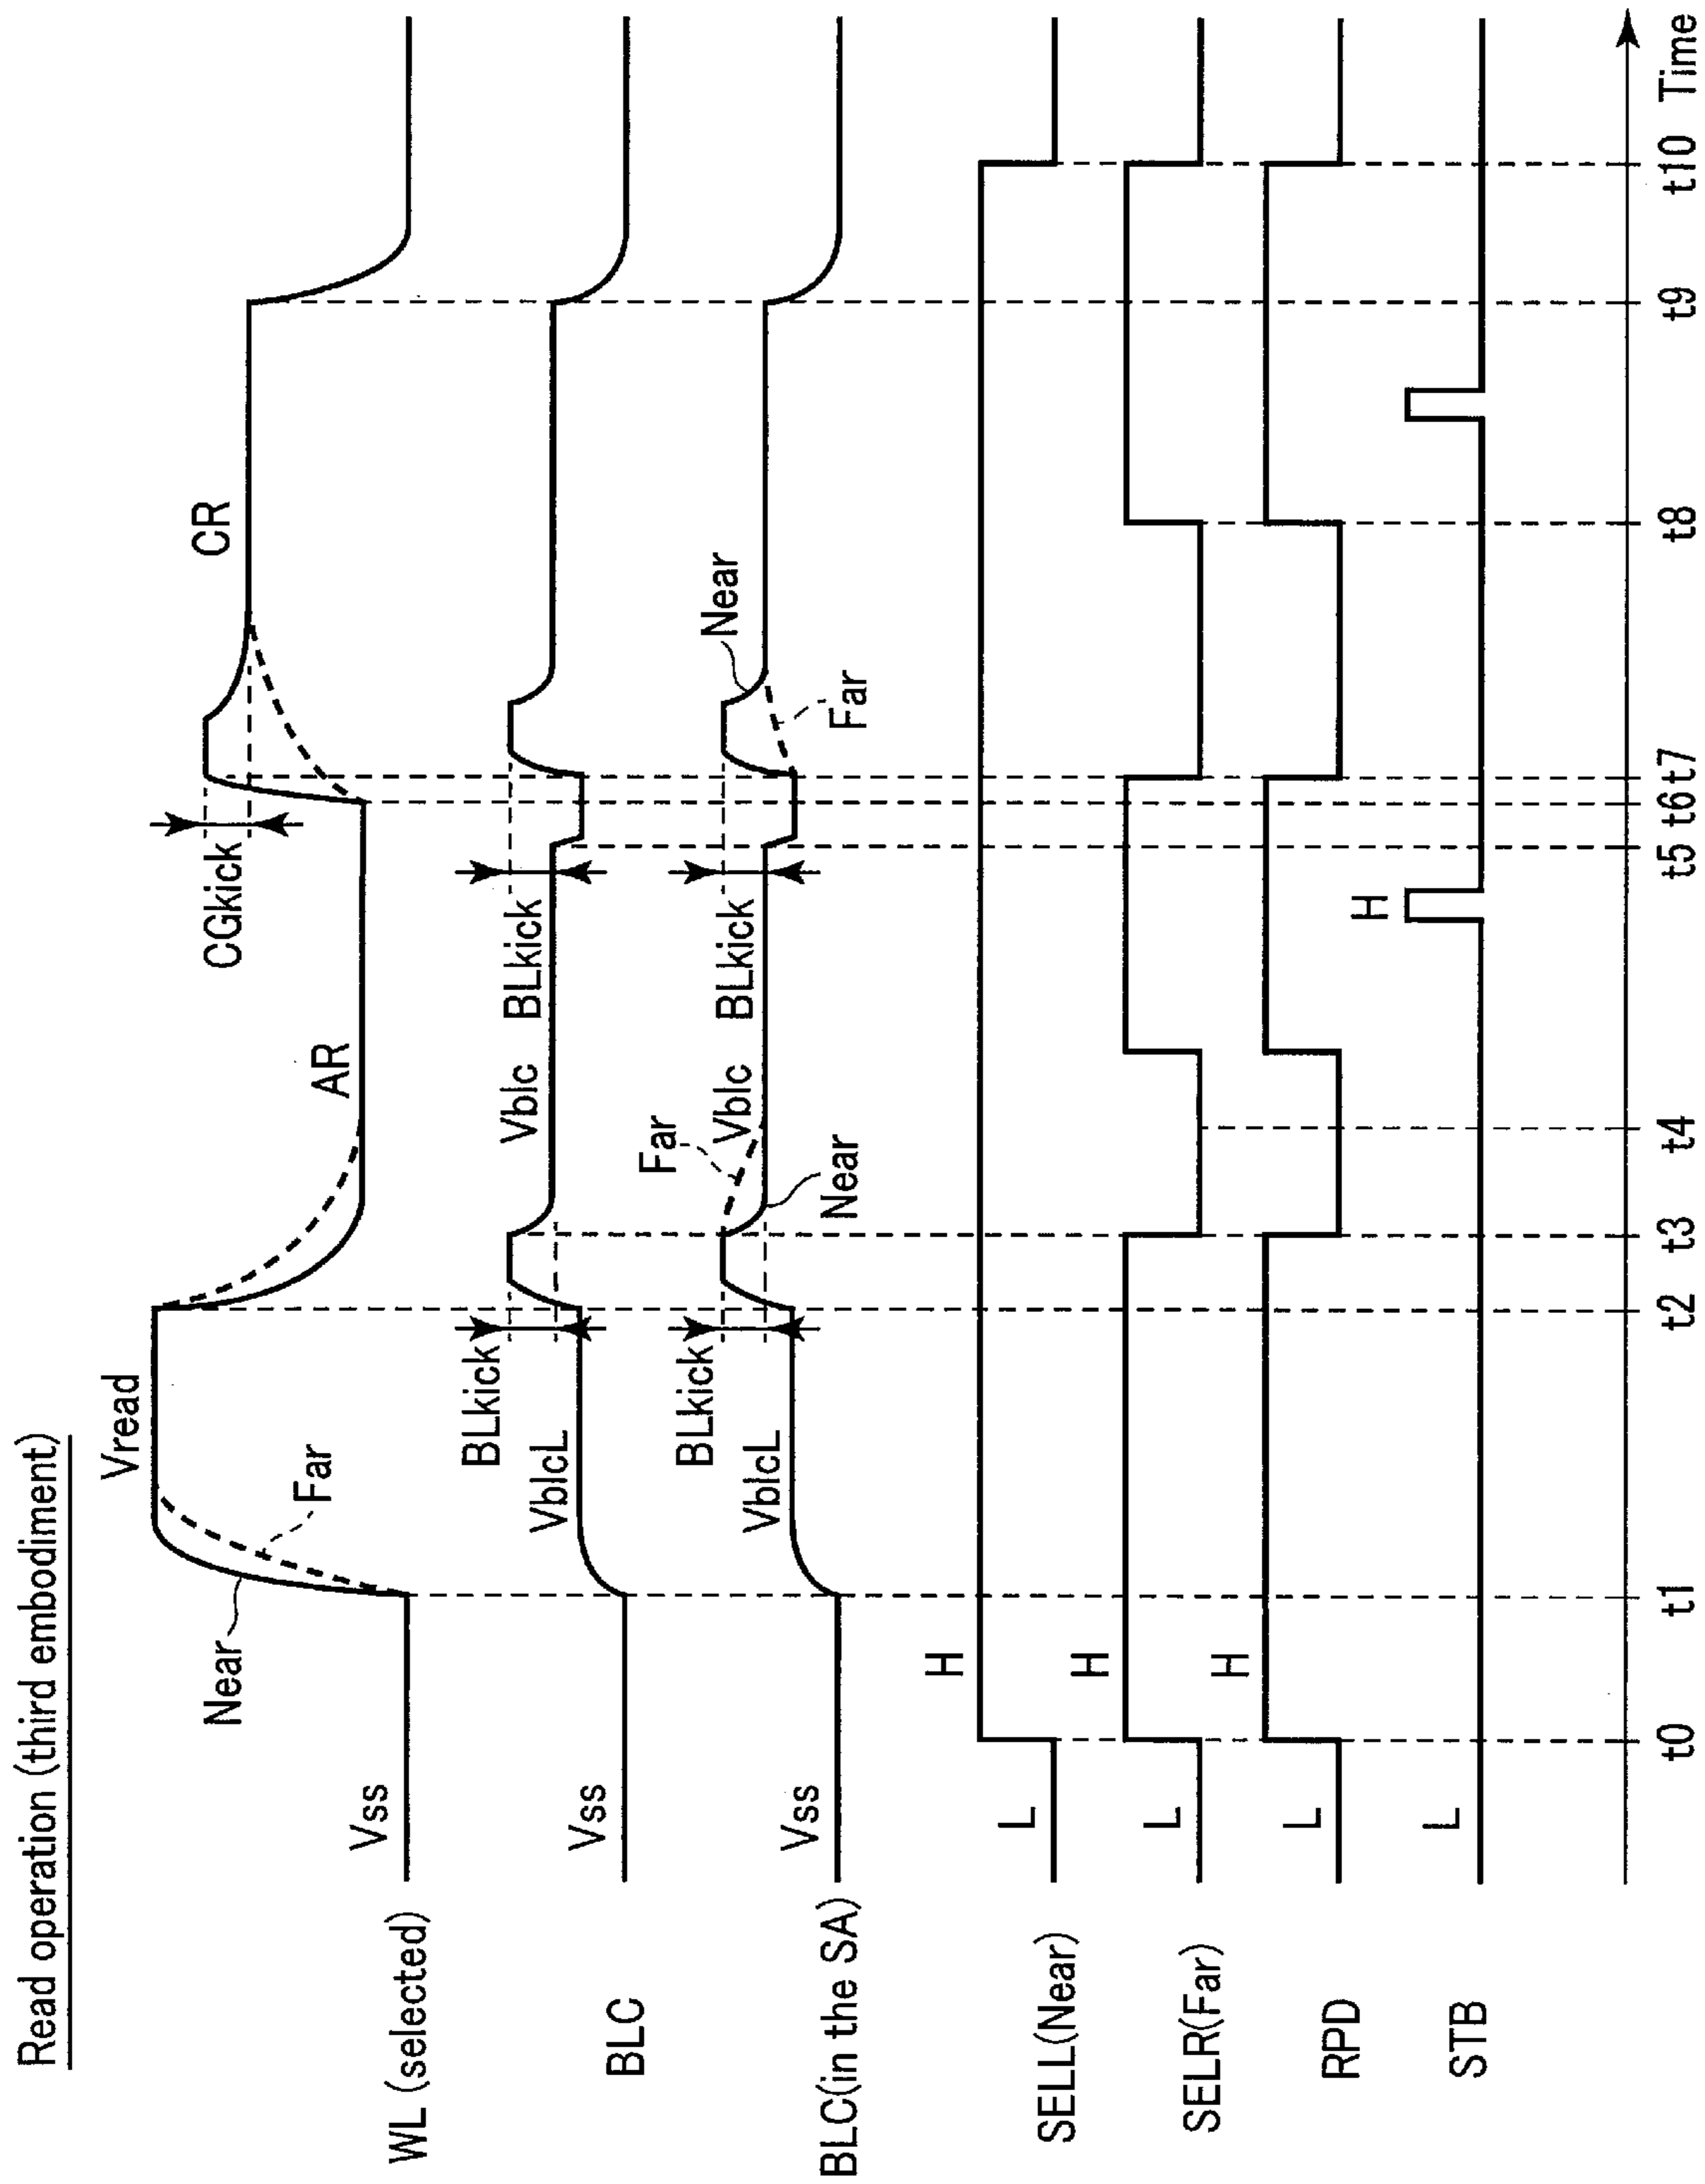 Read operation (third embodiment)
WL (selected)
Vss
Near
Far
Vread
AR
CGkick
CR
BLC
Vss
VblcL
BLkick
Vblc
BLkick
BLC(in the SA)
Vss
VblcL
BLkick
Far
Near
Vblc
BLkick
Near
Far
SELL(Near)
L
H
SELR(Far)
L
H
RPD
L
H
STB
L
H
t0 t1 t2 t3 t4 t5 t6 t7 t8 t9 t10 Time